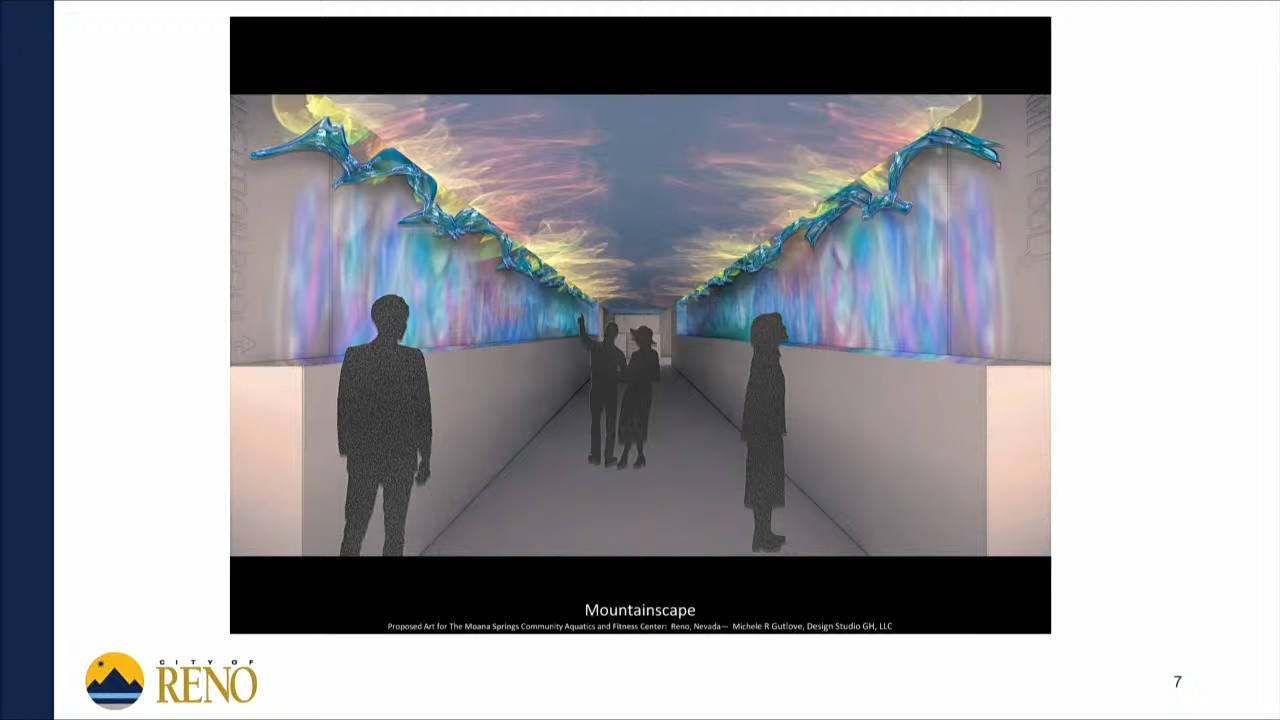 Mountainscape
Proposed Art for The Moana Springs Community Aquatics and Fitness Center: Reno, Nevada— Michele R Gutlove, Design Studio GH, LLC
CITY OF
RENO
7